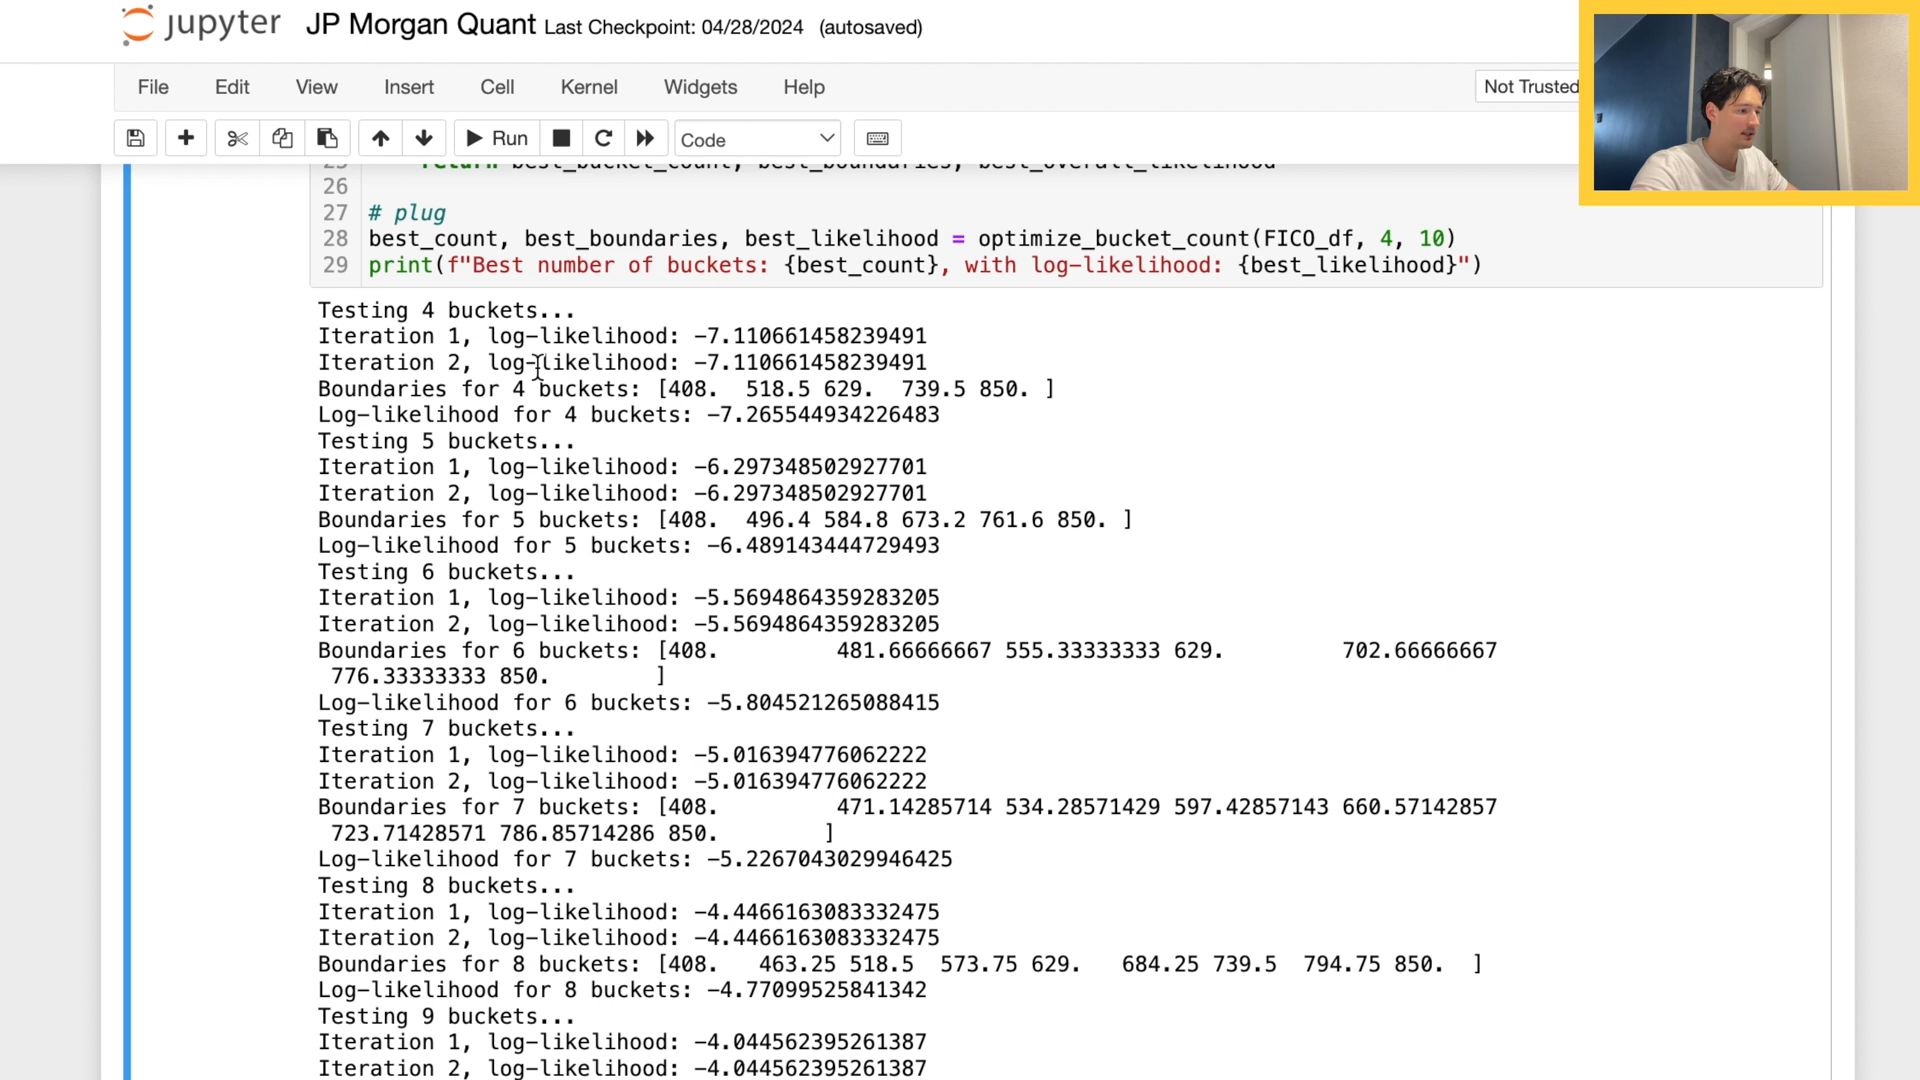 jupyter JP Morgan Quant Last Checkpoint: 04/28/2024 (autosaved)
File Edit View Insert Cell Kernel Widgets Help Not Trusted
Run Code
25 return best_bucket_count, best_boundaries, best_overall_likelihood
26
27 # plug
28 best_count, best_boundaries, best_likelihood = optimize_bucket_count(FICO_df, 4, 10)
29 print(f"Best number of buckets: {best_count}, with log-likelihood: {best_likelihood}")
Testing 4 buckets...
Iteration 1, log-likelihood: -7.110661458239491
Iteration 2, log-likelihood: -7.110661458239491
Boundaries for 4 buckets: [408. 518.5 629. 739.5 850. ]
Log-likelihood for 4 buckets: -7.265544934226483
Testing 5 buckets...
Iteration 1, log-likelihood: -6.297348502927701
Iteration 2, log-likelihood: -6.297348502927701
Boundaries for 5 buckets: [408. 496.4 584.8 673.2 761.6 850. ]
Log-likelihood for 5 buckets: -6.489143444729493
Testing 6 buckets...
Iteration 1, log-likelihood: -5.5694864359283205
Iteration 2, log-likelihood: -5.5694864359283205
Boundaries for 6 buckets: [408. 481.66666667 555.33333333 629. 702.66666667
776.33333333 850. ]
Log-likelihood for 6 buckets: -5.804521265088415
Testing 7 buckets...
Iteration 1, log-likelihood: -5.016394776062222
Iteration 2, log-likelihood: -5.016394776062222
Boundaries for 7 buckets: [408. 471.14285714 534.28571429 597.42857143 660.57142857
723.71428571 786.85714286 850. ]
Log-likelihood for 7 buckets: -5.2267043029946425
Testing 8 buckets...
Iteration 1, log-likelihood: -4.4466163083332475
Iteration 2, log-likelihood: -4.4466163083332475
Boundaries for 8 buckets: [408. 463.25 518.5 573.75 629. 684.25 739.5 794.75 850. ]
Log-likelihood for 8 buckets: -4.77099525841342
Testing 9 buckets...
Iteration 1, log-likelihood: -4.044562395261387
Iteration 2, log-likelihood: -4.044562395261387